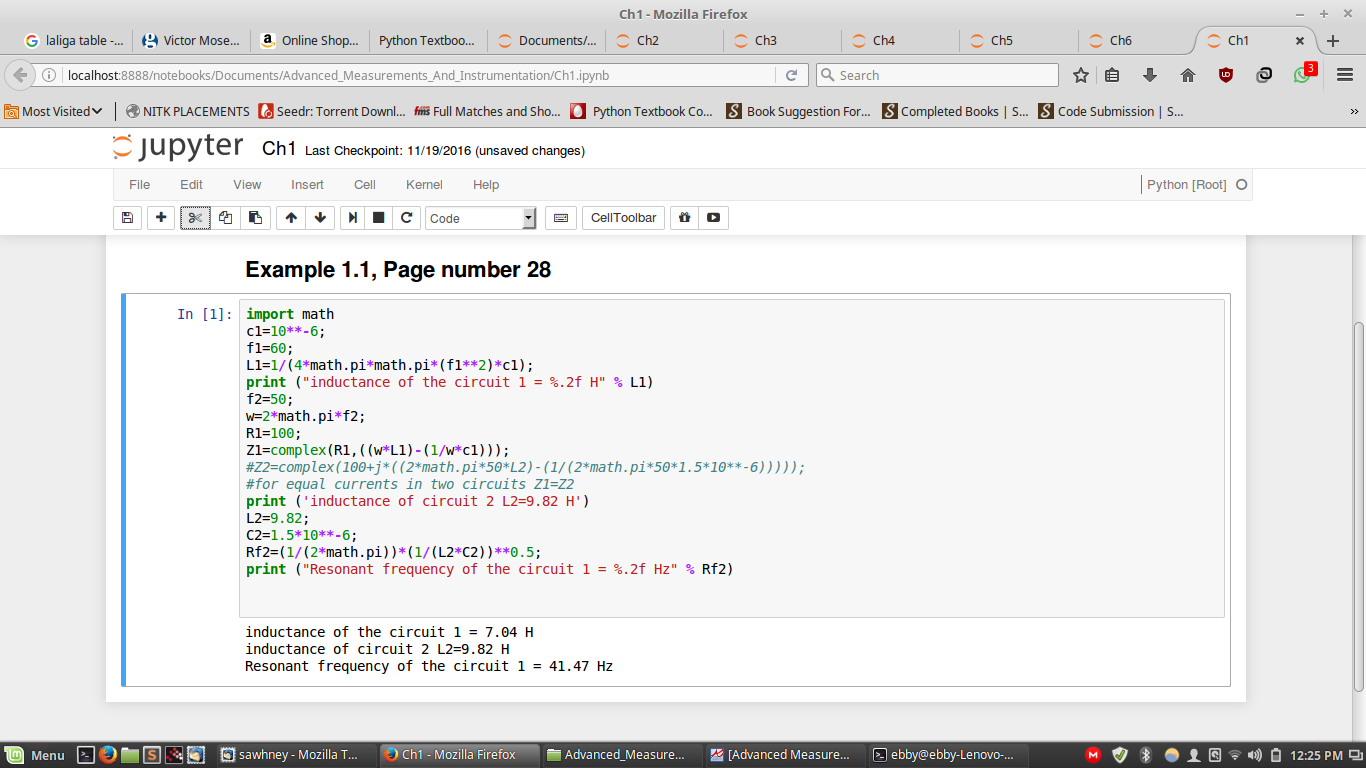 Ch1 - Mozilla Firefox
laliga table -...
Victor Mose...
Online Shop...
Python Textboo...
Documents/...
Ch2
Ch3
Ch4
Ch5
Ch6
Ch1
localhost:8888/notebooks/Documents/Advanced_Measurements_And_Instrumentation/Ch1.ipynb
Search
3
Most Visited
NITK PLACEMENTS
Seedr: Torrent Downl...
fms Full Matches and Sho...
Python Textbook Co...
Book Suggestion For...
Completed Books | S...
Code Submission | S...
jupyter Ch1 Last Checkpoint: 11/19/2016 (unsaved changes)
File Edit View Insert Cell Kernel Help
Python [Root]
Code
CellToolbar
Example 1.1, Page number 28
In [1]:
import math
c1=10**-6;
f1=60;
L1=1/(4*math.pi*math.pi*(f1**2)*c1);
print ("inductance of the circuit 1 = %.2f H" % L1)
f2=50;
w=2*math.pi*f2;
R1=100;
Z1=complex(R1,((w*L1)-(1/w*c1)));
#Z2=complex(100+j*((2*math.pi*50*L2)-(1/(2*math.pi*50*1.5*10**-6)))));
#for equal currents in two circuits Z1=Z2
print ('inductance of circuit 2 L2=9.82 H')
L2=9.82;
C2=1.5*10**-6;
Rf2=(1/(2*math.pi))*(1/(L2*C2))**0.5;
print ("Resonant frequency of the circuit 1 = %.2f Hz" % Rf2)
inductance of the circuit 1 = 7.04 H
inductance of circuit 2 L2=9.82 H
Resonant frequency of the circuit 1 = 41.47 Hz
Menu
sawhney - Mozilla T...
Ch1 - Mozilla Firefox
Advanced_Measure...
[Advanced Measure...
ebby@ebby-Lenovo-...
12:25 PM